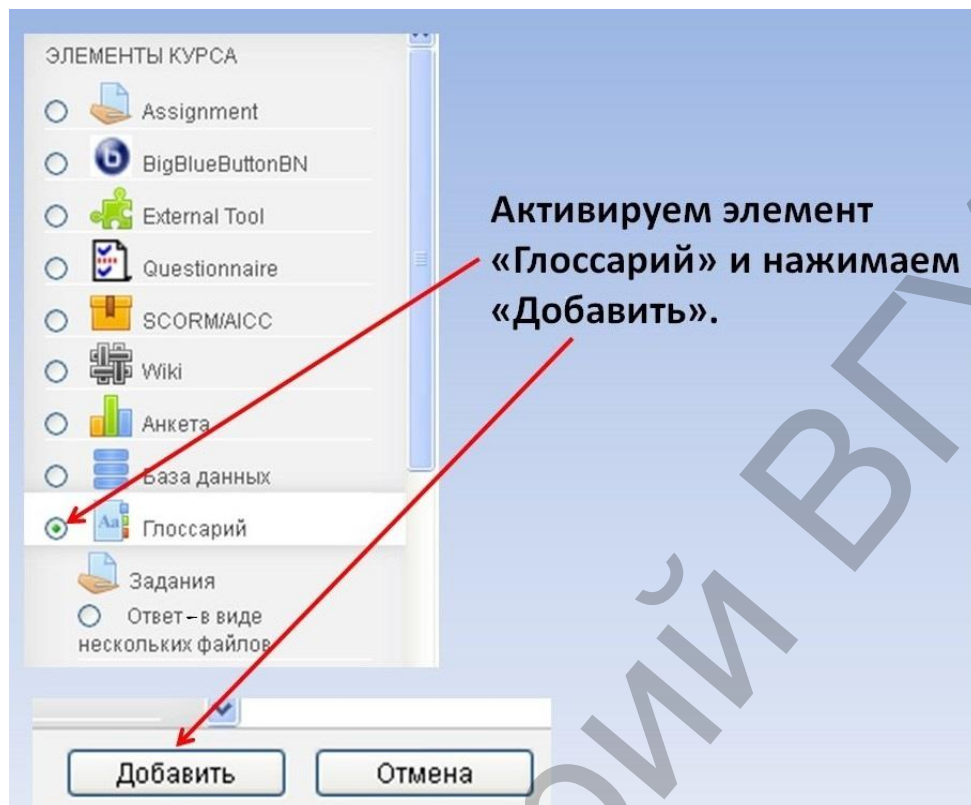 ЭЛЕМЕНТЫ КУРСА
Assignment
BigBlueButtonBN
External Tool
Questionnaire
SCORM/AICC
Wiki
Анкета
База данных
Aa
Глоссарий
Задания
Ответ – в виде
нескольких файлов
Активируем элемент
«Глоссарий» и нажимаем
«Добавить».
Добавить
Отмена